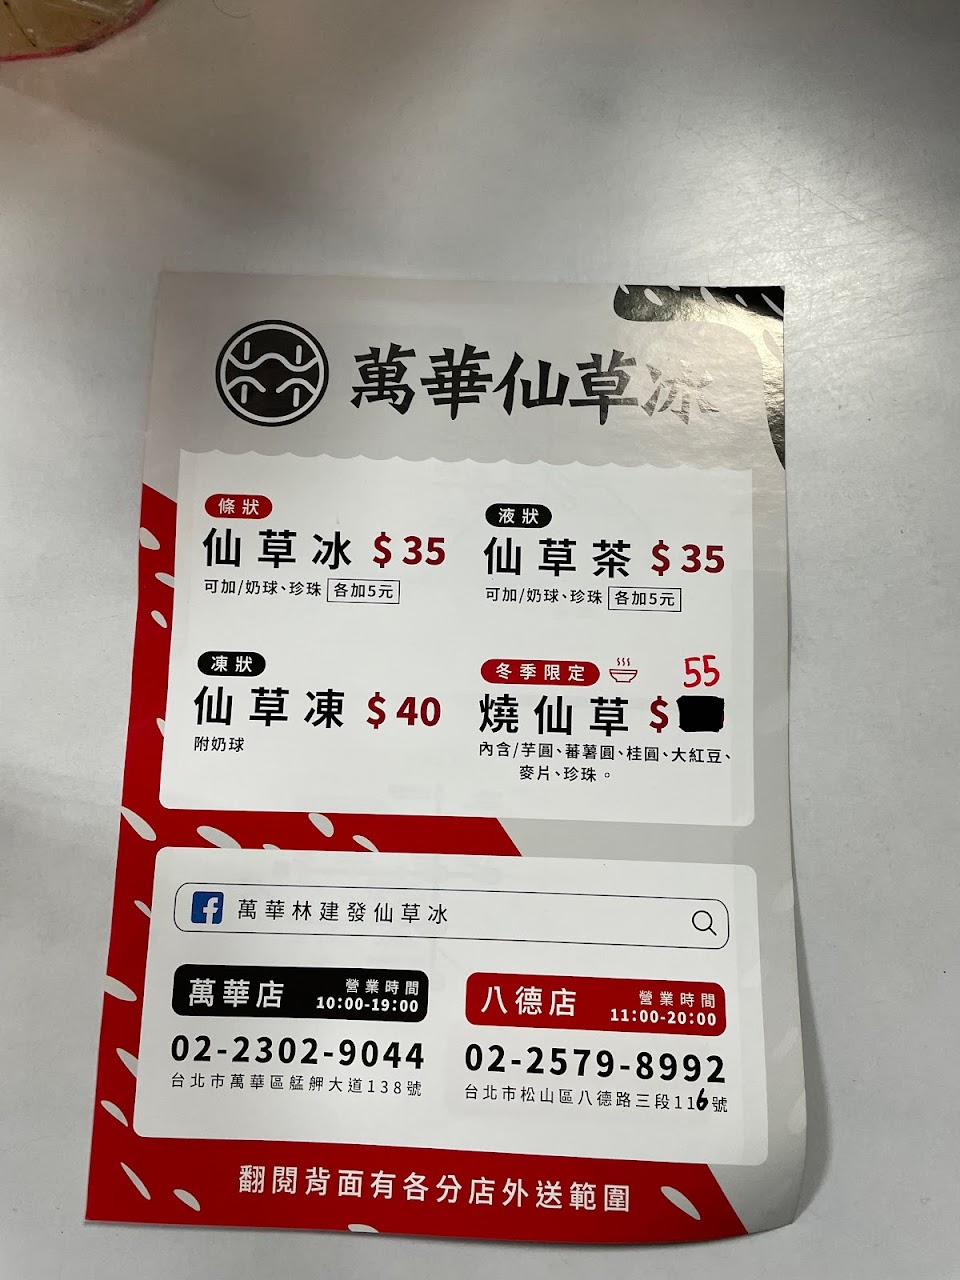 萬華仙草冰
條狀
仙草冰 $35
可加/奶球、珍珠 各加5元
液狀
仙草茶 $35
可加/奶球、珍珠 各加5元
凍狀
仙草凍 $40
附奶球
冬季限定
55
燒仙草 $
內含/芋圓、蕃薯圓、桂圓、大紅豆、
麥片、珍珠。
萬華林建發仙草冰
萬華店
營業時間
10:00-19:00
02-2302-9044
台北市萬華區艋舺大道138號
八德店
營業時間
11:00-20:00
02-2579-8992
台北市松山區八德路三段116號
翻閱背面有各分店外送範圍